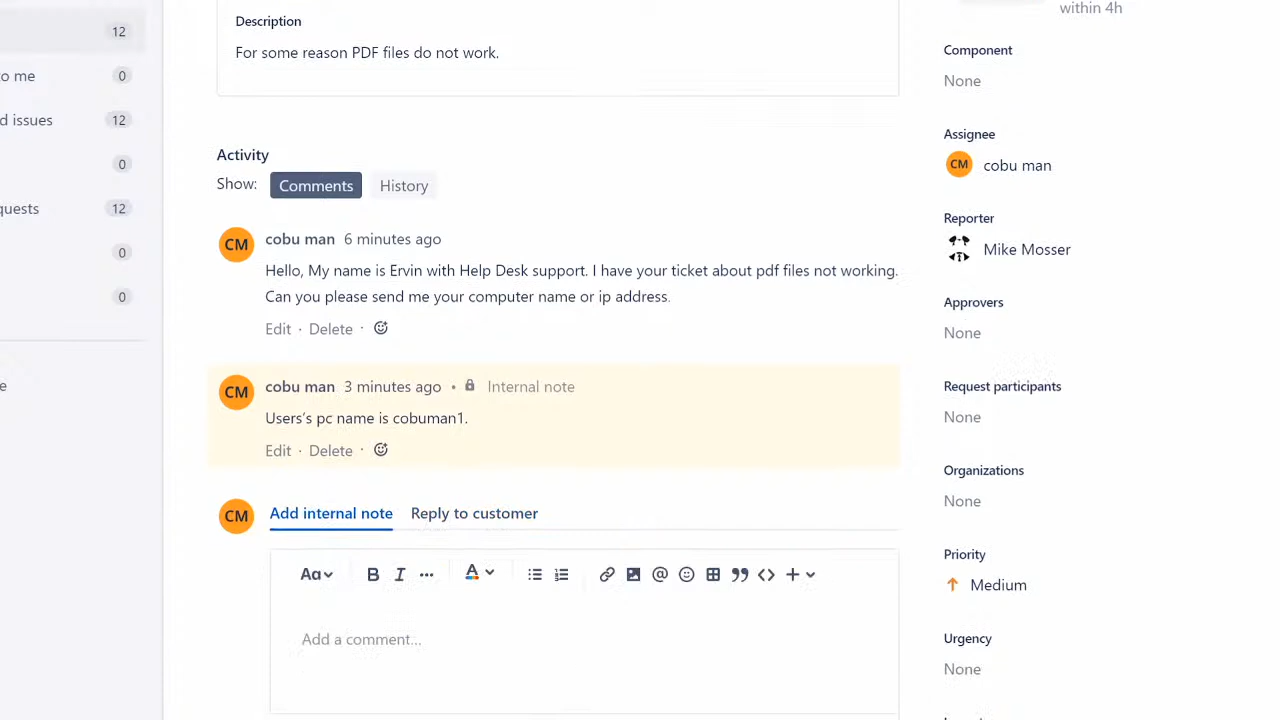 12
o me
0
d issues
12
0
quests
12
0
0
e
Description
For some reason PDF files do not work.
Activity
Show:
Comments
History
CM
cobu man 6 minutes ago
Hello, My name is Ervin with Help Desk support. I have your ticket about pdf files not working.
Can you please send me your computer name or ip address.
Edit · Delete ·
CM
cobu man 3 minutes ago • Internal note
Users's pc name is cobuman1.
Edit · Delete ·
CM
Add internal note
Reply to customer
Aa
B
I
A
Add a comment...
within 4h
Component
None
Assignee
CM
cobu man
Reporter
Mike Mosser
Approvers
None
Request participants
None
Organizations
None
Priority
Medium
Urgency
None